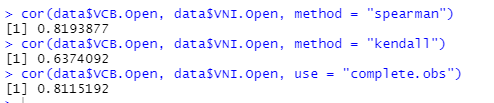 > cor(data$VCB.Open, data$VNI.Open, method = "spearman")
[1] 0.8193877
> cor(data$VCB.Open, data$VNI.Open, method = "kendall")
[1] 0.6374092
> cor(data$VCB.Open, data$VNI.Open, use = "complete.obs")
[1] 0.8115192
>